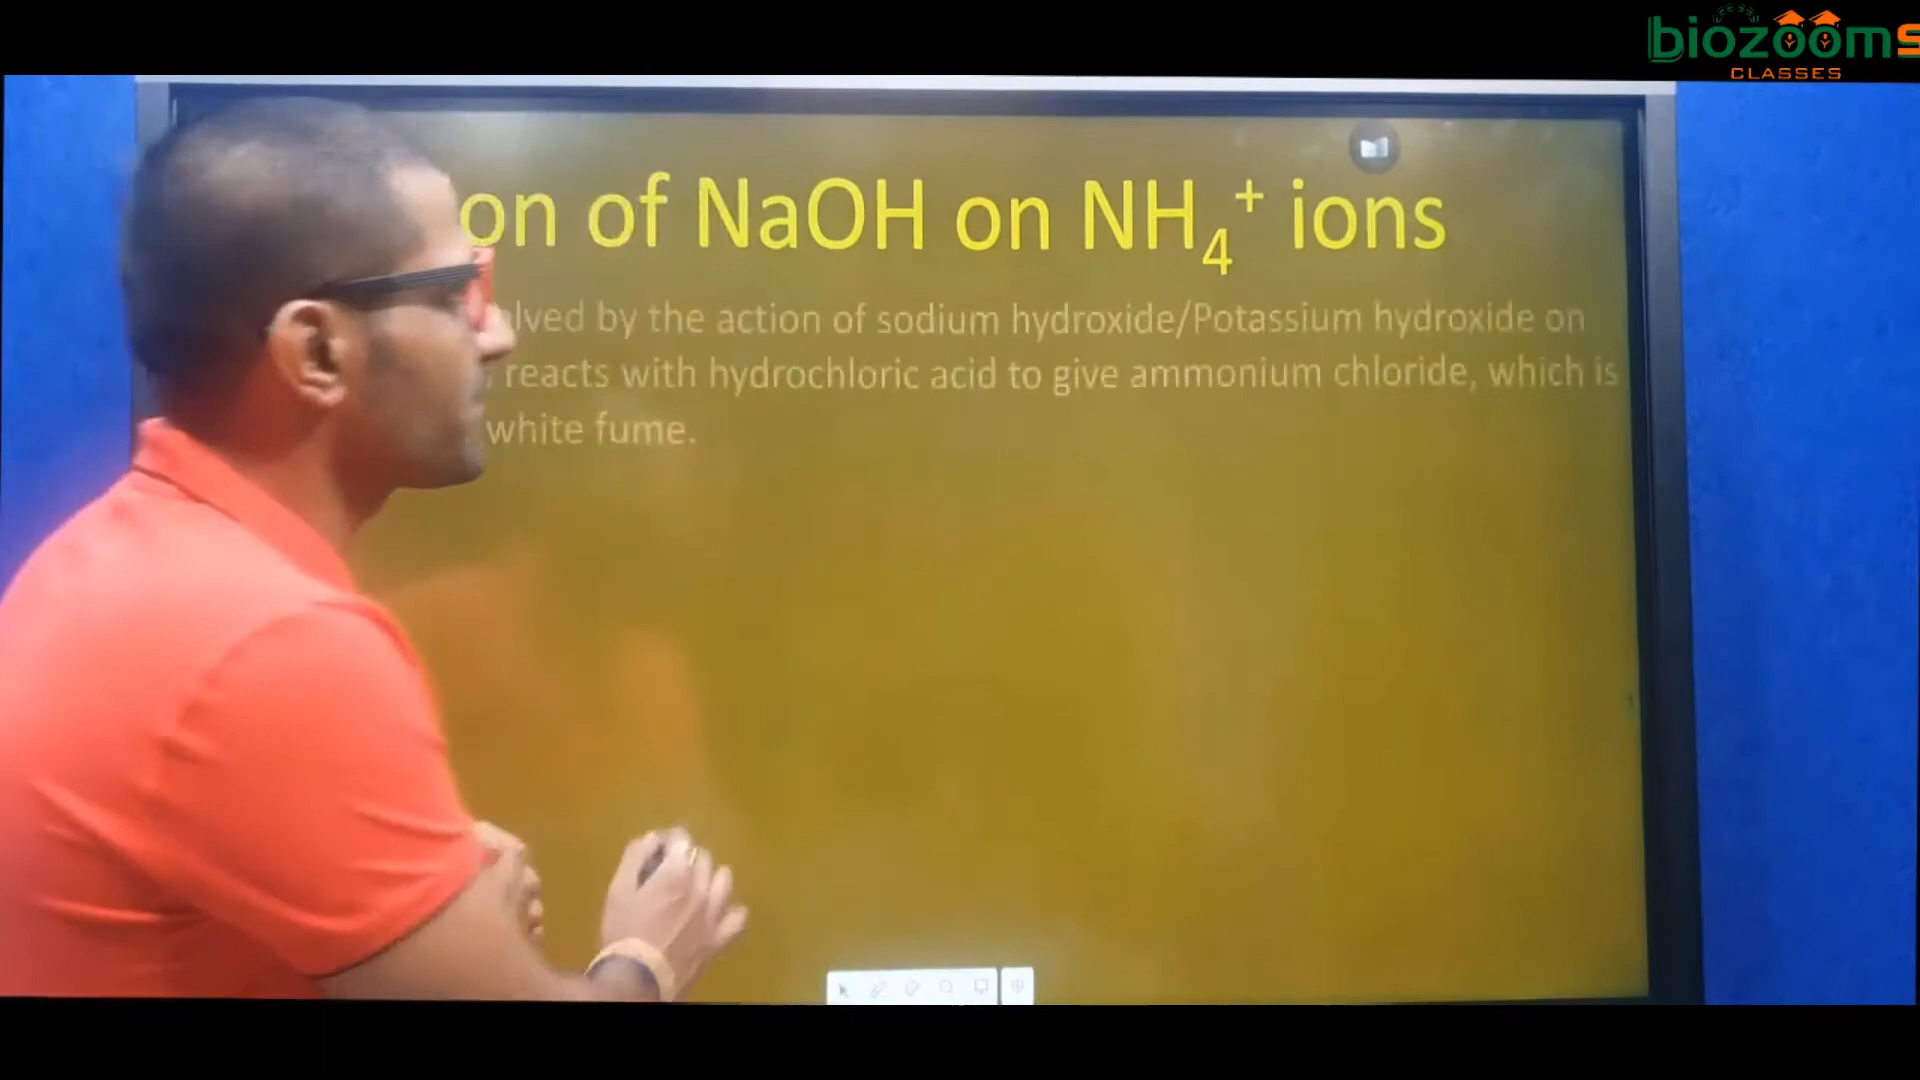 biozooms
CLASSES
on of NaOH on NH₄⁺ ions
lved by the action of sodium hydroxide/Potassium hydroxide on
reacts with hydrochloric acid to give ammonium chloride, which is
white fume.